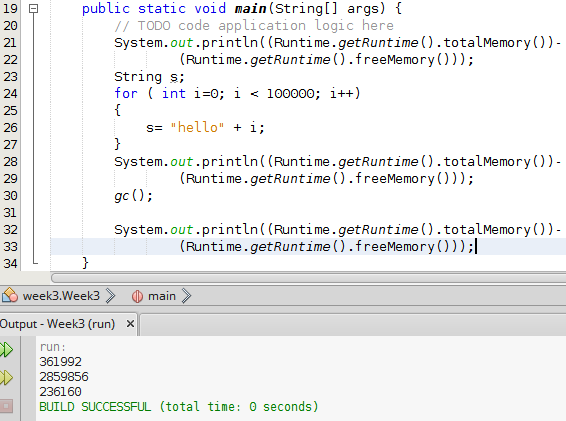 19 public static void main(String[] args) {
20 // TODO code application logic here
21 System.out.println((Runtime.getRuntime().totalMemory())-
22 (Runtime.getRuntime().freeMemory()));
23 String s;
24 for ( int i=0; i < 100000; i++)
25 {
26 s= "hello" + i;
27 }
28 System.out.println((Runtime.getRuntime().totalMemory())-
29 (Runtime.getRuntime().freeMemory()));
30 gc();
31
32 System.out.println((Runtime.getRuntime().totalMemory())-
33 (Runtime.getRuntime().freeMemory()));
34 }
week3.Week3 main
Output - Week3 (run) x
run:
361992
2859856
236160
BUILD SUCCESSFUL (total time: 0 seconds)